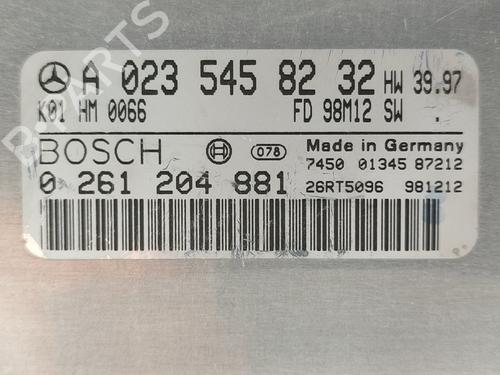 A 023 545 82 32 HW 39.97
K01 HM 0066 FD 98M12 SW .
BOSCH 078 Made in Germany
7450 01345 87212
0 261 204 881 26RT5096 981212
B-PARTS